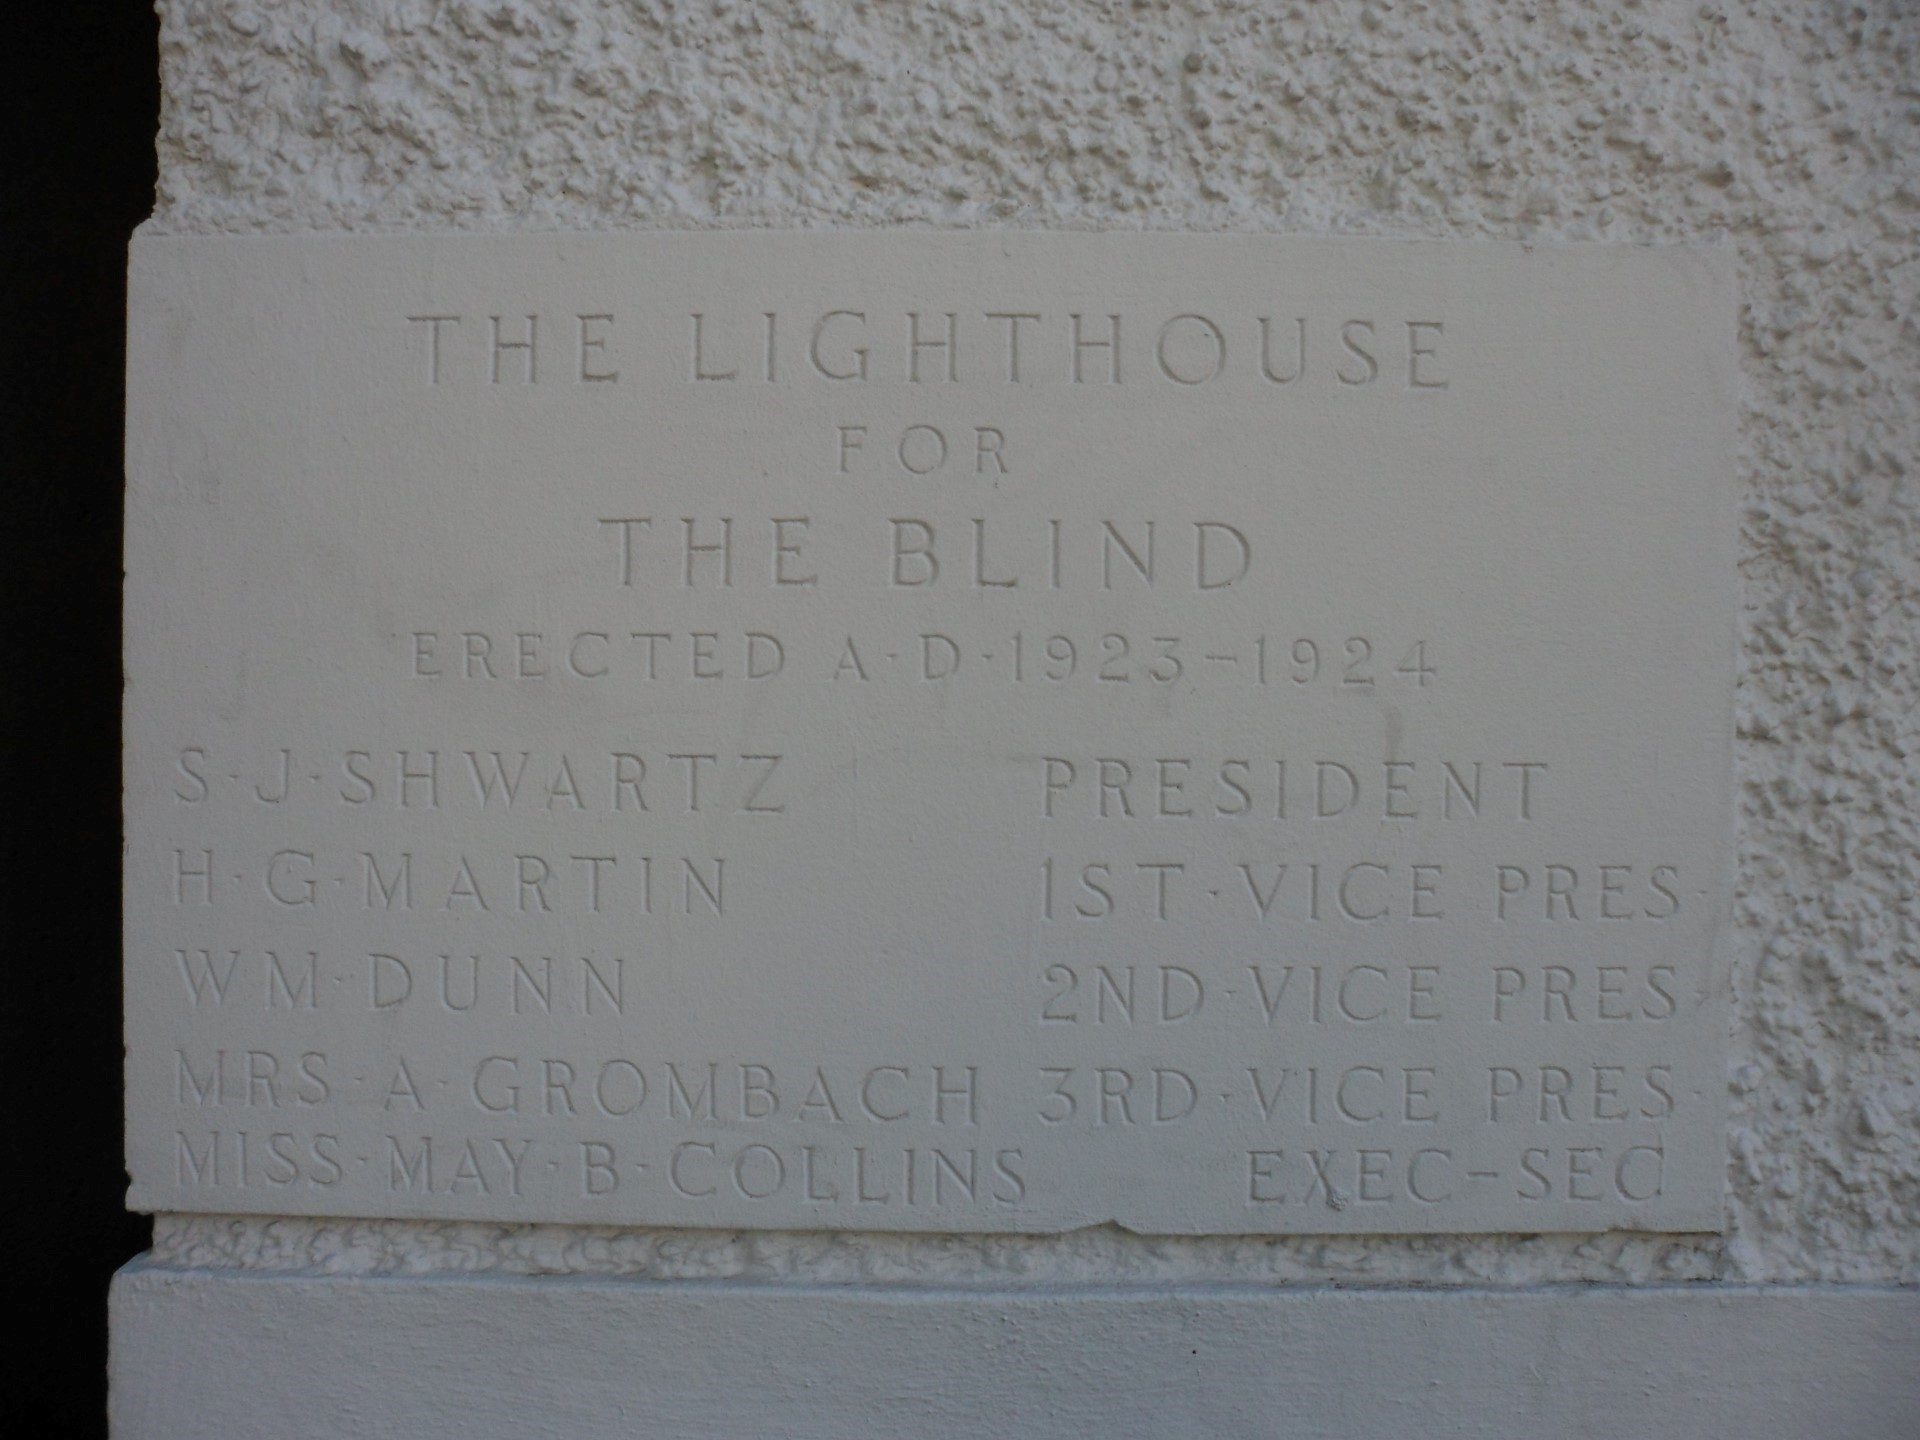 THE LIGHTHOUSE
FOR
THE BLIND
ERECTED A·D·1923-1924
S·J·SHWARTZ PRESIDENT
H·G·MARTIN 1ST·VICE PRES·
WM·DUNN 2ND·VICE PRES·
MRS·A·GROMBACH 3RD·VICE PRES·
MISS·MAY·B·COLLINS EXEC-SEC